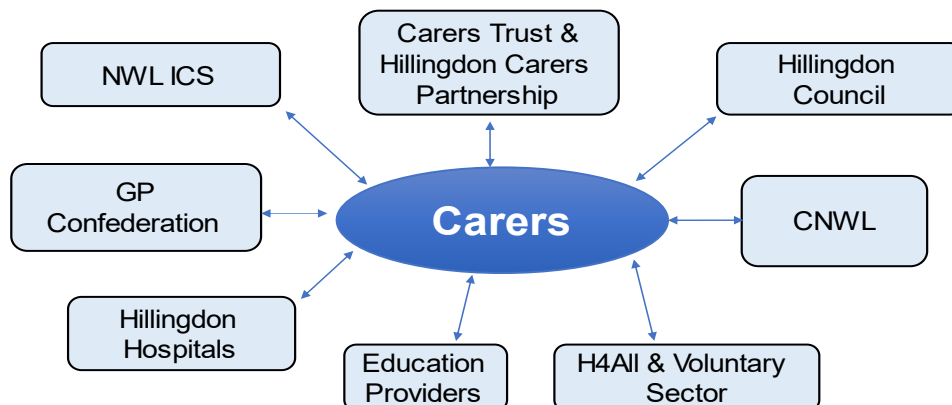 Carers Trust &
Hillingdon Carers
Partnership
NWL ICS
Hillingdon
Council
GP
Confederation
Carers
CNWL
Hillingdon
Hospitals
Education
Providers
H4All & Voluntary
Sector